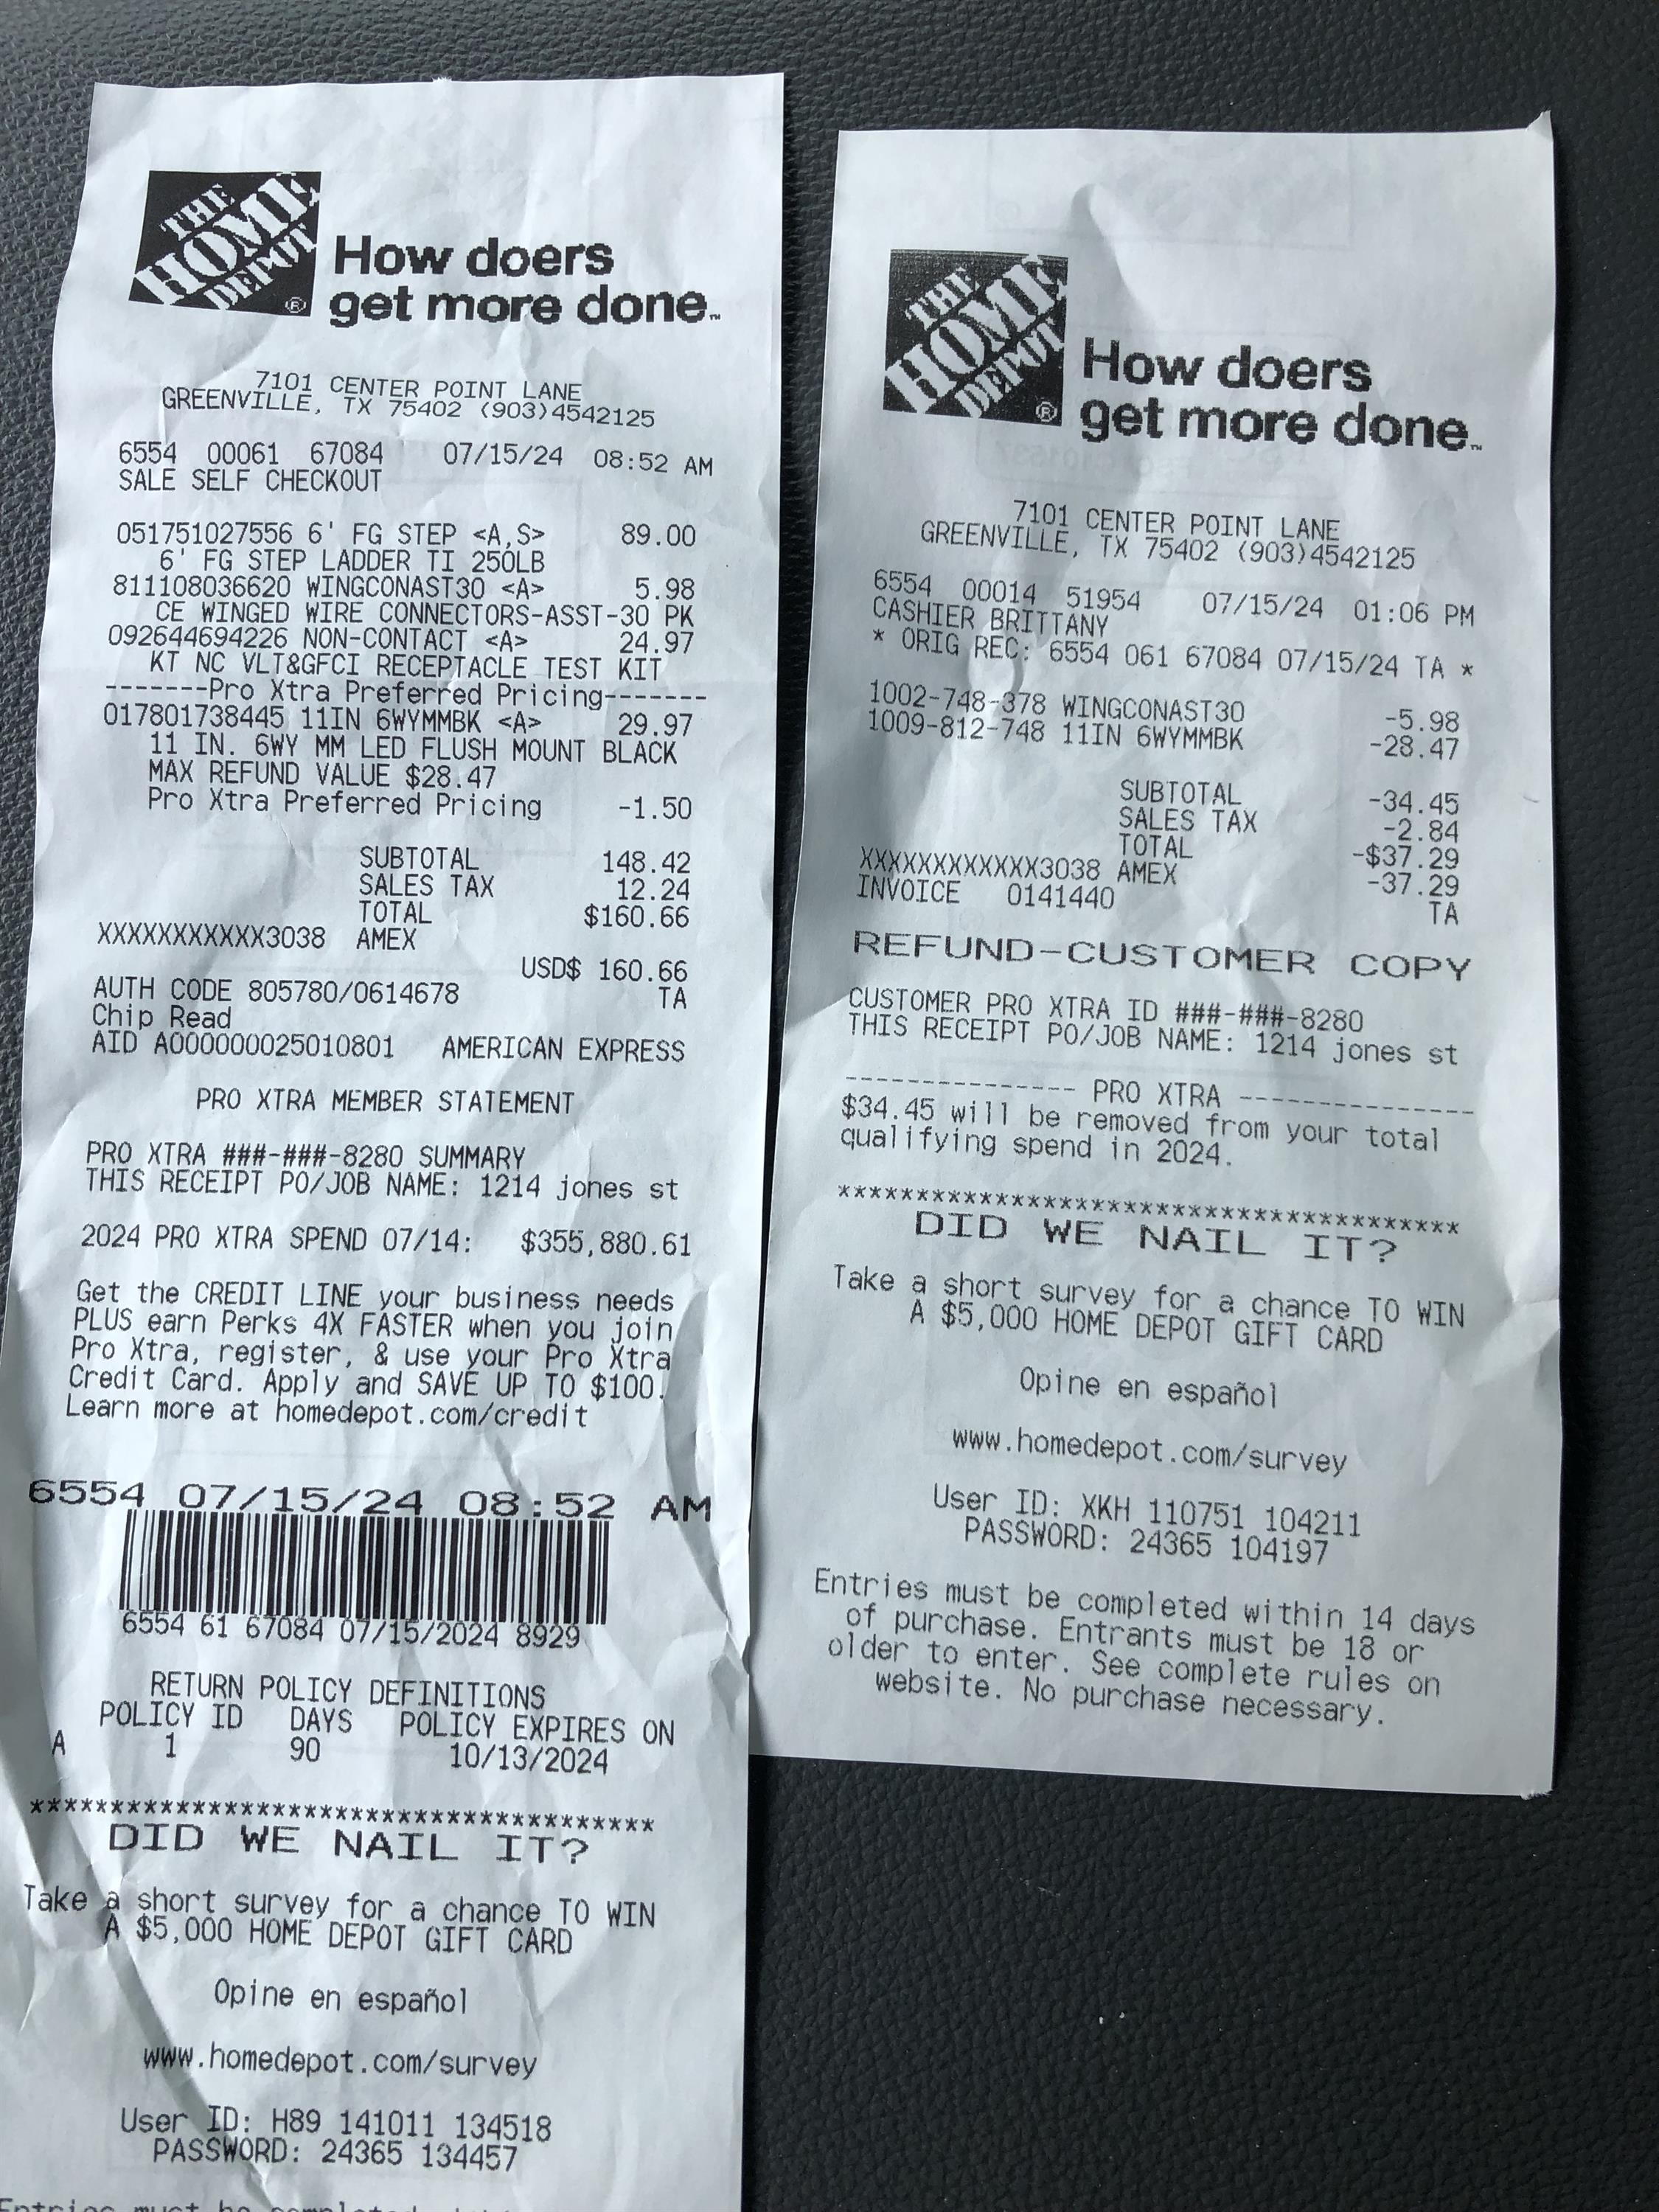 THE
HOME
DEPOT
®
How doers
get more done™
7101 CENTER POINT LANE
GREENVILLE, TX 75402 (903)4542125
6554 00061 67084 07/15/24 08:52 AM
SALE SELF CHECKOUT
051751027556 6' FG STEP <A,S> 89.00
6' FG STEP LADDER TI 250LB
811108036620 WINGCONAST30 <A> 5.98
CE WINGED WIRE CONNECTORS-ASST-30 PK
092644694226 NON-CONTACT <A> 24.97
KT NC VLT&GFCI RECEPTACLE TEST KIT
-------Pro Xtra Preferred Pricing-------
017801738445 11IN 6WYMMBK <A> 29.97
11 IN. 6WY MM LED FLUSH MOUNT BLACK
MAX REFUND VALUE $28.47
Pro Xtra Preferred Pricing -1.50
SUBTOTAL 148.42
SALES TAX 12.24
TOTAL $160.66
XXXXXXXXXXX3038 AMEX
USD$ 160.66
AUTH CODE 805780/0614678 TA
Chip Read
AID A000000025010801 AMERICAN EXPRESS
PRO XTRA MEMBER STATEMENT
PRO XTRA ###-###-8280 SUMMARY
THIS RECEIPT PO/JOB NAME: 1214 jones st
2024 PRO XTRA SPEND 07/14: $355,880.61
Get the CREDIT LINE your business needs
PLUS earn Perks 4X FASTER when you join
Pro Xtra, register, & use your Pro Xtra
Credit Card. Apply and SAVE UP TO $100.
Learn more at homedepot.com/credit
6554 07/15/24 08:52 AM
6554 61 67084 07/15/2024 8929
RETURN POLICY DEFINITIONS
POLICY ID DAYS POLICY EXPIRES ON
A 1 90 10/13/2024
****************************************
DID WE NAIL IT?
Take a short survey for a chance TO WIN
A $5,000 HOME DEPOT GIFT CARD
Opine en español
www.homedepot.com/survey
User ID: H89 141011 134518
PASSWORD: 24365 134457
Entries must be completed
THE
HOME
DEPOT
®
How doers
get more done™
7101 CENTER POINT LANE
GREENVILLE, TX 75402 (903)4542125
6554 00014 51954 07/15/24 01:06 PM
CASHIER BRITTANY
* ORIG REC: 6554 061 67084 07/15/24 TA *
1002-748-378 WINGCONAST30 -5.98
1009-812-748 11IN 6WYMMBK -28.47
SUBTOTAL -34.45
SALES TAX -2.84
TOTAL -$37.29
XXXXXXXXXXXX3038 AMEX -37.29
INVOICE 0141440 TA
REFUND-CUSTOMER COPY
CUSTOMER PRO XTRA ID ###-###-8280
THIS RECEIPT PO/JOB NAME: 1214 jones st
--------------- PRO XTRA ---------------
$34.45 will be removed from your total
qualifying spend in 2024.
****************************************
DID WE NAIL IT?
Take a short survey for a chance TO WIN
A $5,000 HOME DEPOT GIFT CARD
Opine en español
www.homedepot.com/survey
User ID: XKH 110751 104211
PASSWORD: 24365 104197
Entries must be completed within 14 days
of purchase. Entrants must be 18 or
older to enter. See complete rules on
website. No purchase necessary.